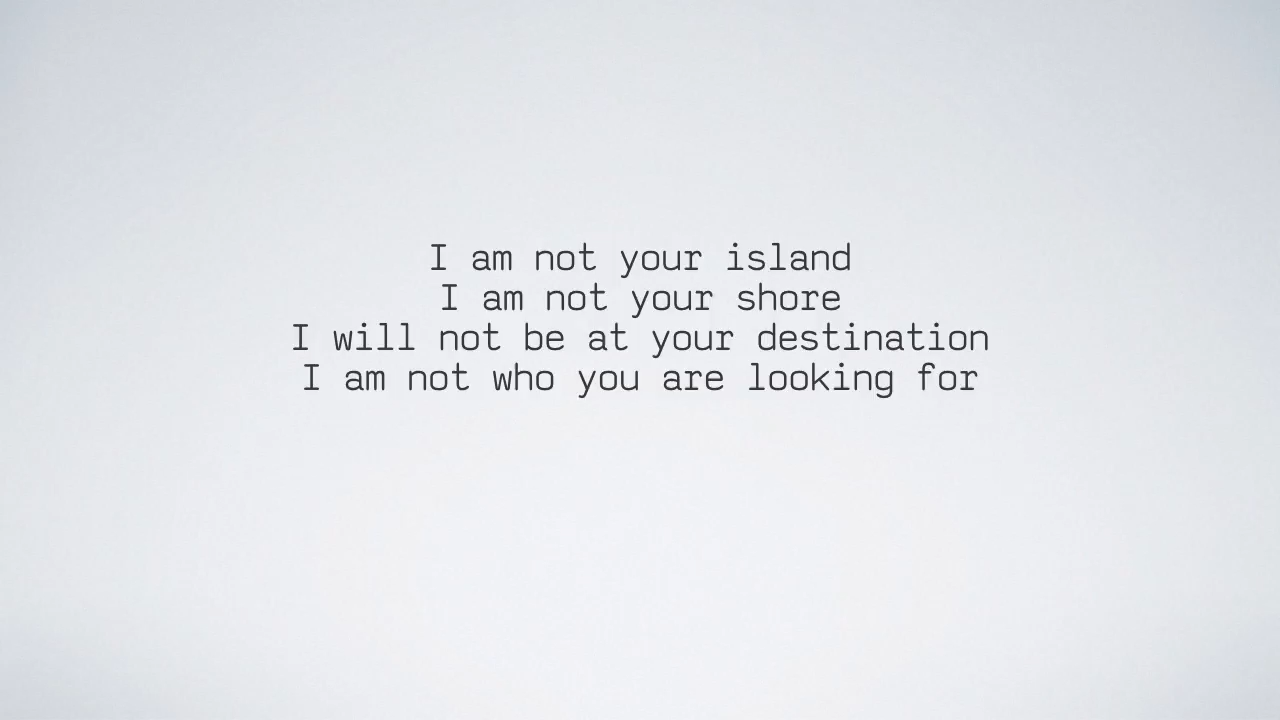 I am not your island
I am not your shore
I will not be at your destination
I am not who you are looking for